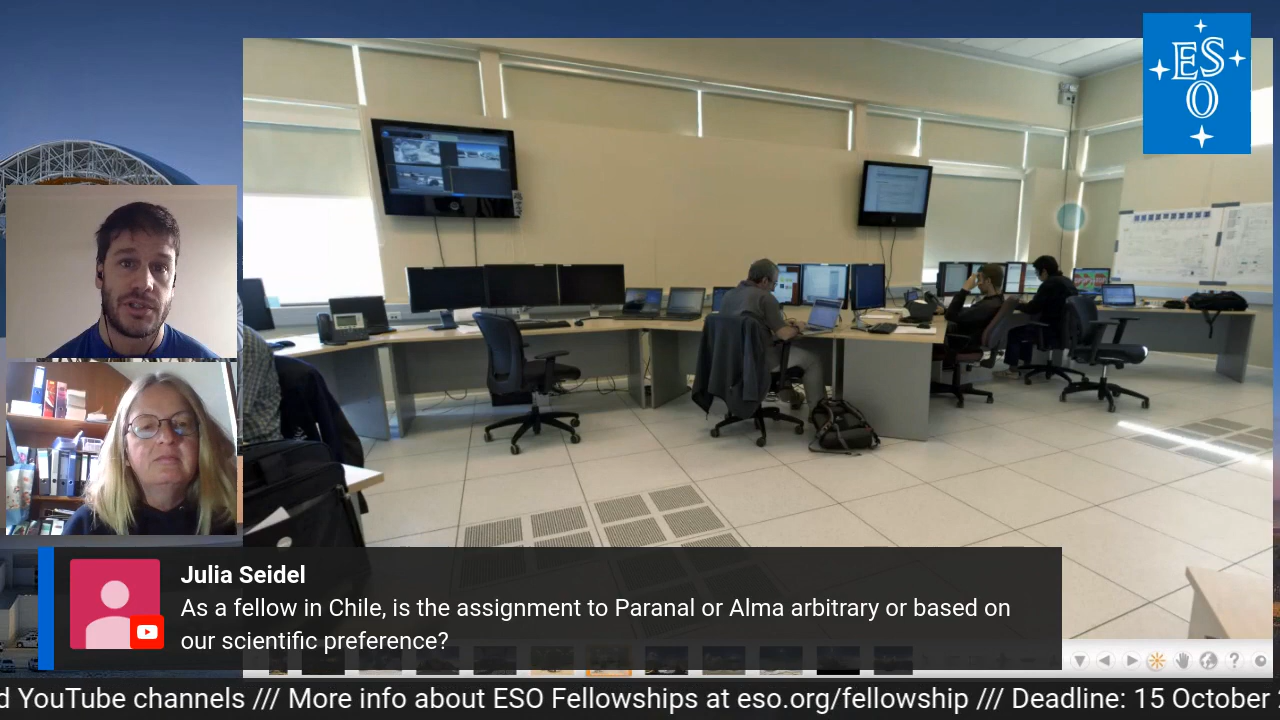 ESO
Julia Seidel
As a fellow in Chile, is the assignment to Paranal or Alma arbitrary or based on
our scientific preference?
d YouTube channels /// More info about ESO Fellowships at eso.org/fellowship /// Deadline: 15 October